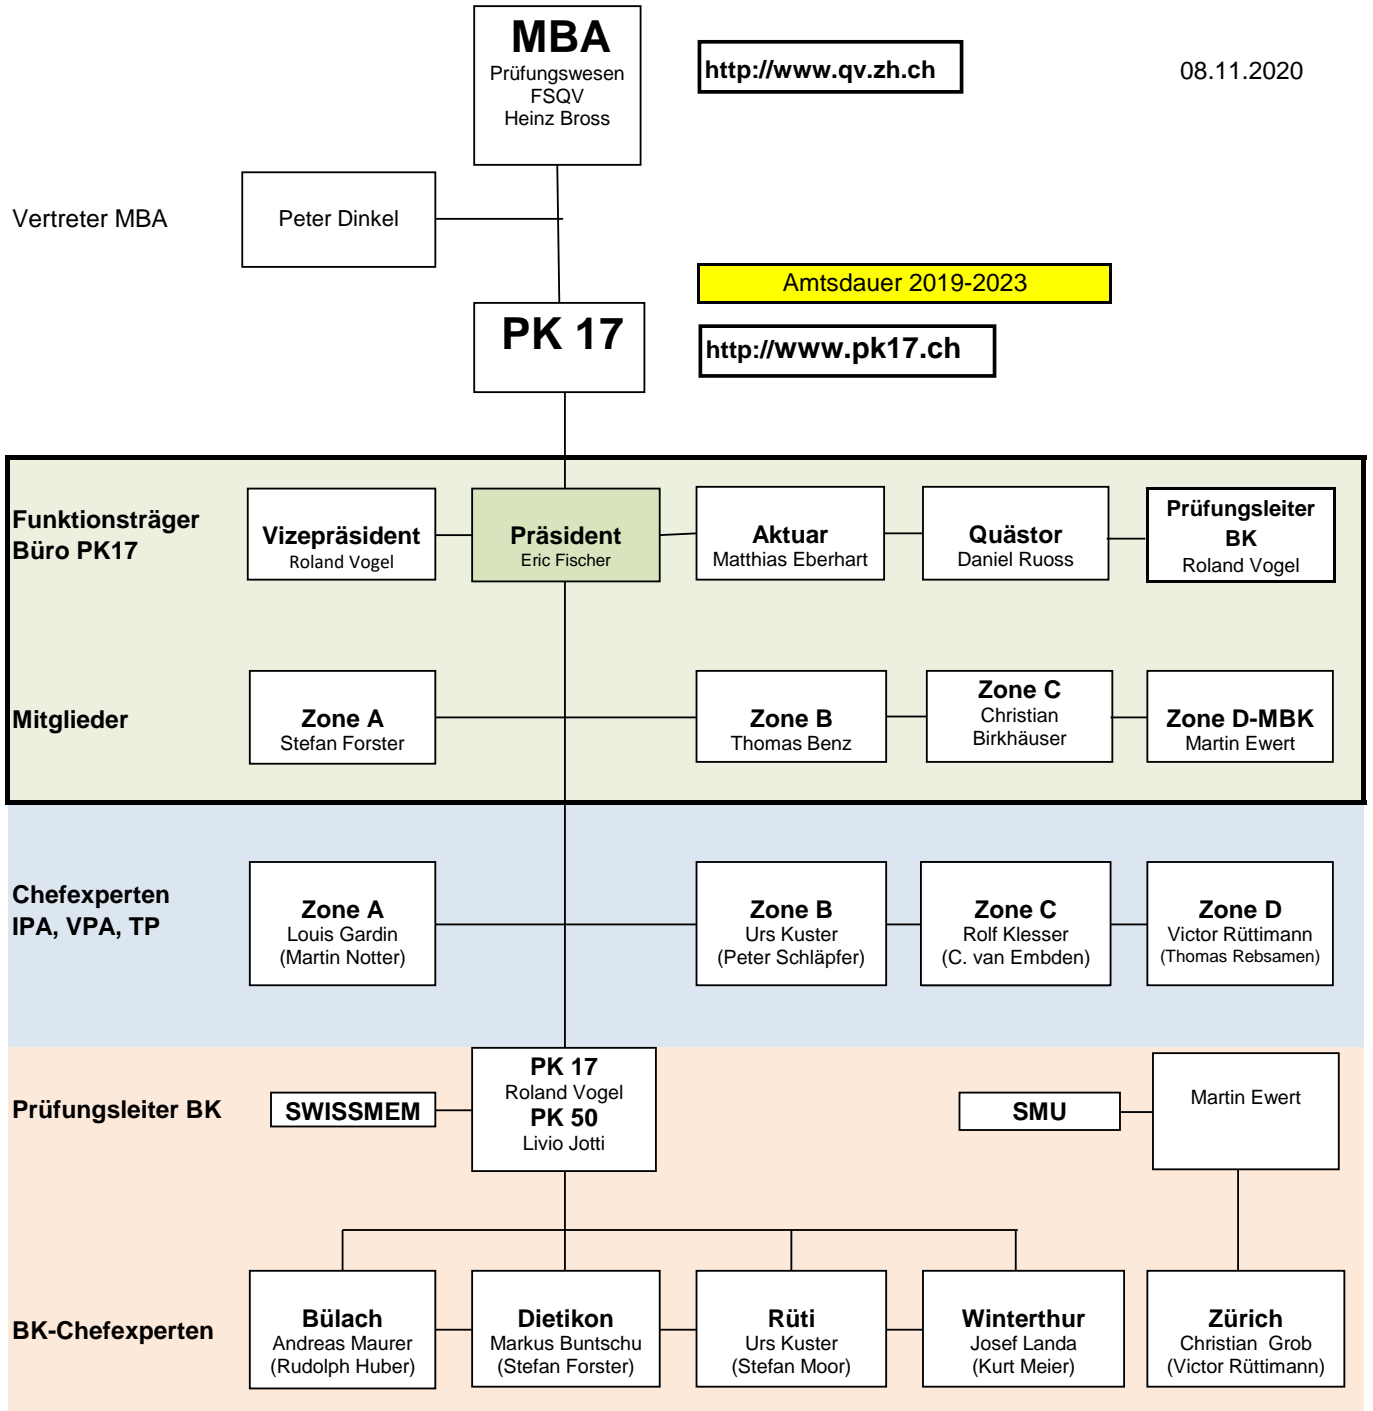 MBA
Prüfungswesen
FSQV
Heinz Bross
http://www.qv.zh.ch
08.11.2020
Vertreter MBA
Peter Dinkel
Amtsdauer 2019-2023
PK 17
http://www.pk17.ch
Funktionsträger
Büro PK17
Vizepräsident
Roland Vogel
Präsident
Eric Fischer
Aktuar
Matthias Eberhart
Quästor
Daniel Ruoss
Prüfungsleiter
BK
Roland Vogel
Mitglieder
Zone A
Stefan Forster
Zone B
Thomas Benz
Zone C
Christian
Birkhäuser
Zone D-MBK
Martin Ewert
Chefexperten
IPA, VPA, TP
Zone A
Louis Gardin
(Martin Notter)
Zone B
Urs Kuster
(Peter Schläpfer)
Zone C
Rolf Klesser
(C. van Embden)
Zone D
Victor Rüttimann
(Thomas Rebsamen)
Prüfungsleiter BK
SWISSMEM
PK 17
Roland Vogel
PK 50
Livio Jotti
SMU
Martin Ewert
BK-Chefexperten
Bülach
Andreas Maurer
(Rudolph Huber)
Dietikon
Markus Buntschu
(Stefan Forster)
Rüti
Urs Kuster
(Stefan Moor)
Winterthur
Josef Landa
(Kurt Meier)
Zürich
Christian Grob
(Victor Rüttimann)